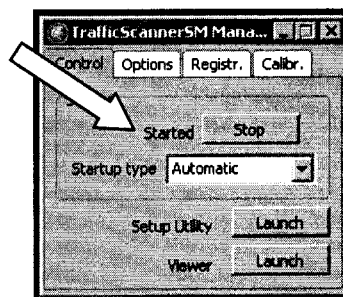 TrafficScannerSM Mana...
Control Options Registr. Calibr.
Started Stop
Startup type Automatic
Setup Utility Launch
Viewer Launch